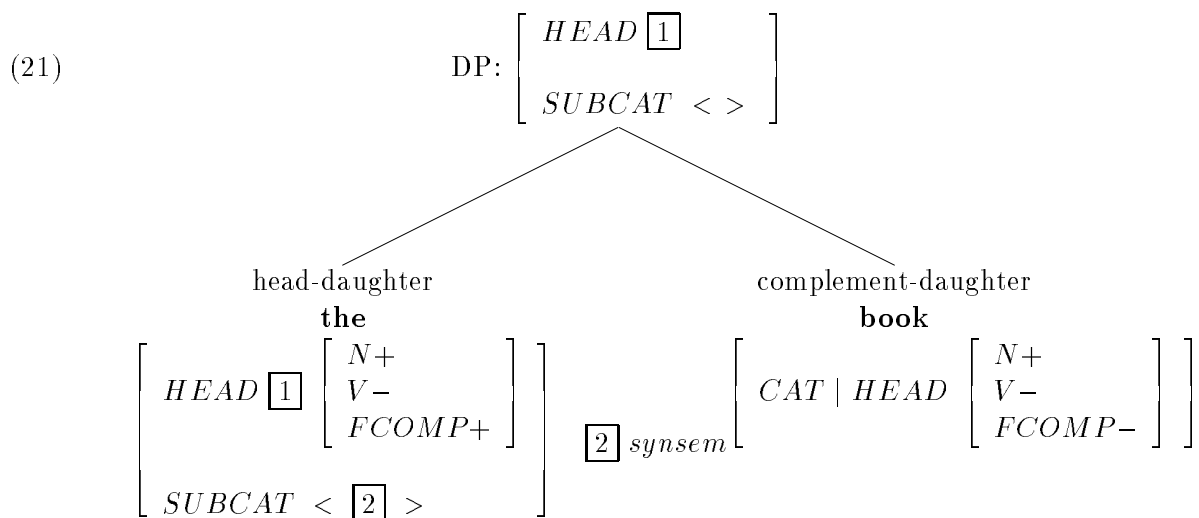 (21) DP: HEAD 1
SUBCAT < >
head-daughter complement-daughter
the book
N+ N+
HEAD 1 V− CAT | HEAD V−
FCOMP+ FCOMP−
2 synsem
SUBCAT < 2 >